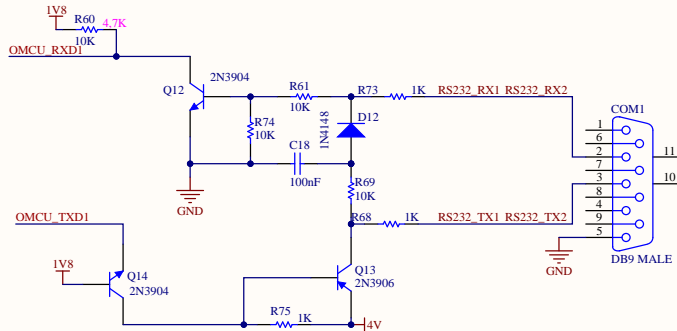 1V8
R60
4.7K
10K
OMCU_RXD1
2N3904
Q12
R61
10K
R73
1K
RS232_RX1
RS232_RX2
COM1
R74
10K
1N4148
D12
C18
100nF
R69
10K
GND
1
6
2
7
3
8
4
9
5
11
10
OMCU_TXD1
R68
1K
RS232_TX1
RS232_TX2
GND
DB9 MALE
1V8
Q14
2N3904
Q13
2N3906
R75
1K
4V